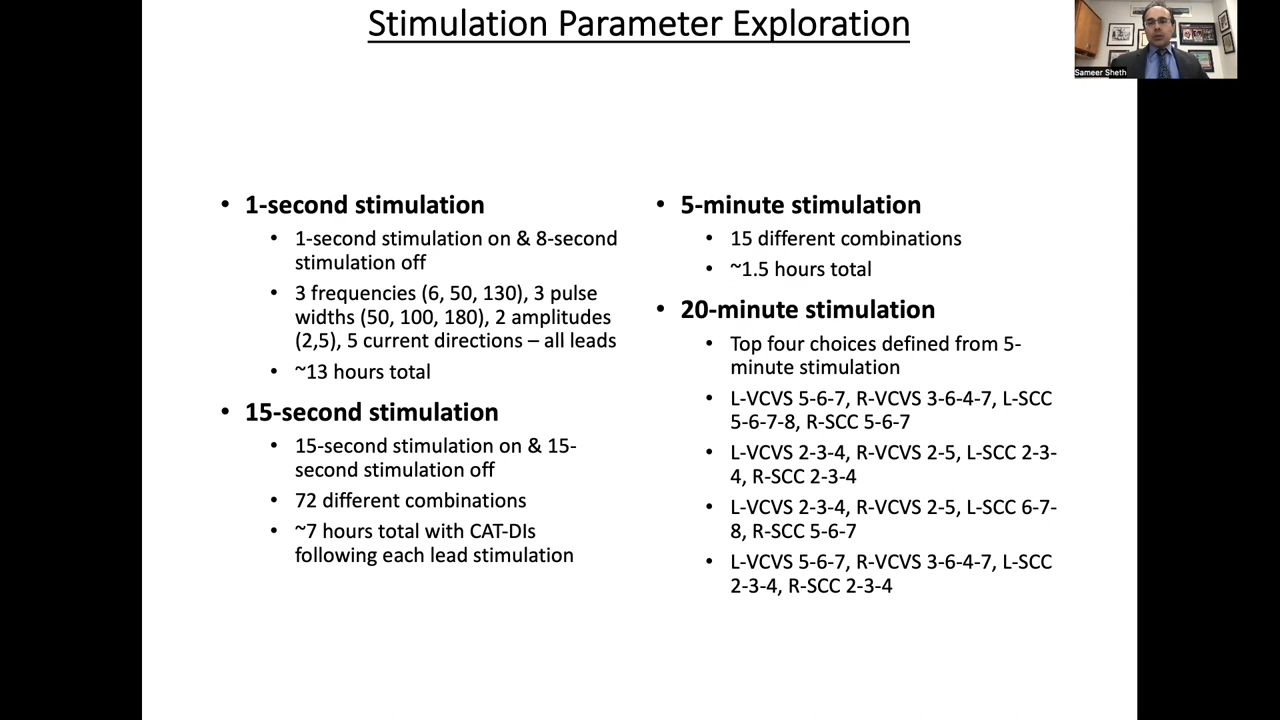 Stimulation Parameter Exploration
Sameer Sheth
• 1-second stimulation
• 1-second stimulation on & 8-second
stimulation off
• 3 frequencies (6, 50, 130), 3 pulse
widths (50, 100, 180), 2 amplitudes
(2,5), 5 current directions – all leads
• ~13 hours total
• 15-second stimulation
• 15-second stimulation on & 15-
second stimulation off
• 72 different combinations
• ~7 hours total with CAT-DIs
following each lead stimulation
• 5-minute stimulation
• 15 different combinations
• ~1.5 hours total
• 20-minute stimulation
• Top four choices defined from 5-
minute stimulation
• L-VCVS 5-6-7, R-VCVS 3-6-4-7, L-SCC
5-6-7-8, R-SCC 5-6-7
• L-VCVS 2-3-4, R-VCVS 2-5, L-SCC 2-3-
4, R-SCC 2-3-4
• L-VCVS 2-3-4, R-VCVS 2-5, L-SCC 6-7-
8, R-SCC 5-6-7
• L-VCVS 5-6-7, R-VCVS 3-6-4-7, L-SCC
2-3-4, R-SCC 2-3-4